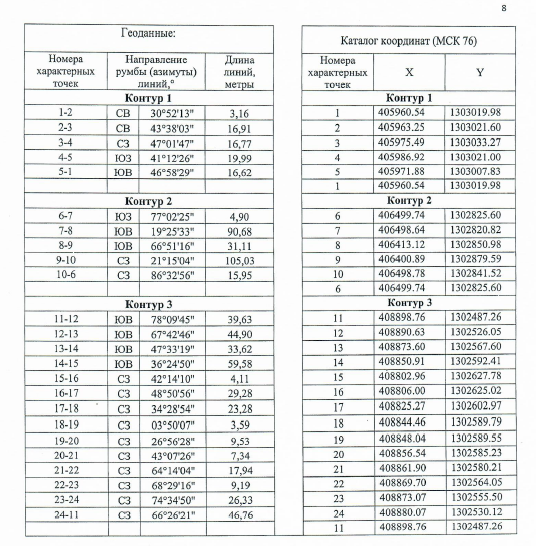 8
Геоданные:
Номера характерных точек Направление румбы (азимуты) линий,° Длина линий, метры
Контур 1
1-2 СВ 30°52'13" 3,16
2-3 СВ 43°38'03" 16,91
3-4 СЗ 47°01'47" 16,77
4-5 ЮЗ 41°12'26" 19,99
5-1 ЮВ 46°58'29" 16,62
Контур 2
6-7 ЮЗ 77°02'25" 4,90
7-8 ЮВ 19°25'33" 90,68
8-9 ЮВ 66°51'16" 31,11
9-10 СЗ 21°15'04" 105,03
10-6 СЗ 86°32'56" 15,95
Контур 3
11-12 ЮВ 78°09'45" 39,63
12-13 ЮВ 67°42'46" 44,90
13-14 ЮВ 47°33'19" 33,62
14-15 ЮВ 36°24'50" 59,58
15-16 СЗ 42°14'10" 4,11
16-17 СЗ 48°50'56" 29,28
17-18 СЗ 34°28'54" 23,28
18-19 СЗ 03°50'07" 3,59
19-20 СЗ 26°56'28" 9,53
20-21 СЗ 43°07'26" 7,34
21-22 СЗ 64°14'04" 17,94
22-23 СЗ 68°29'16" 9,19
23-24 СЗ 74°34'50" 26,33
24-11 СЗ 66°26'21" 46,76
Каталог координат (МСК 76)
Номера характерных точек X Y
Контур 1
1 405960.54 1303019.98
2 405963.25 1303021.60
3 405975.49 1303033.27
4 405986.92 1303021.00
5 405971.88 1303007.83
1 405960.54 1303019.98
Контур 2
6 406499.74 1302825.60
7 406498.64 1302820.82
8 406413.12 1302850.98
9 406400.89 1302879.59
10 406498.78 1302841.52
6 406499.74 1302825.60
Контур 3
11 408898.76 1302487.26
12 408890.63 1302526.05
13 408873.60 1302567.60
14 408850.91 1302592.41
15 408802.96 1302627.78
16 408806.00 1302625.02
17 408825.27 1302602.97
18 408844.46 1302589.79
19 408848.04 1302589.55
20 408856.54 1302585.23
21 408861.90 1302580.21
22 408869.70 1302564.05
23 408873.07 1302555.50
24 408880.07 1302530.12
11 408898.76 1302487.26